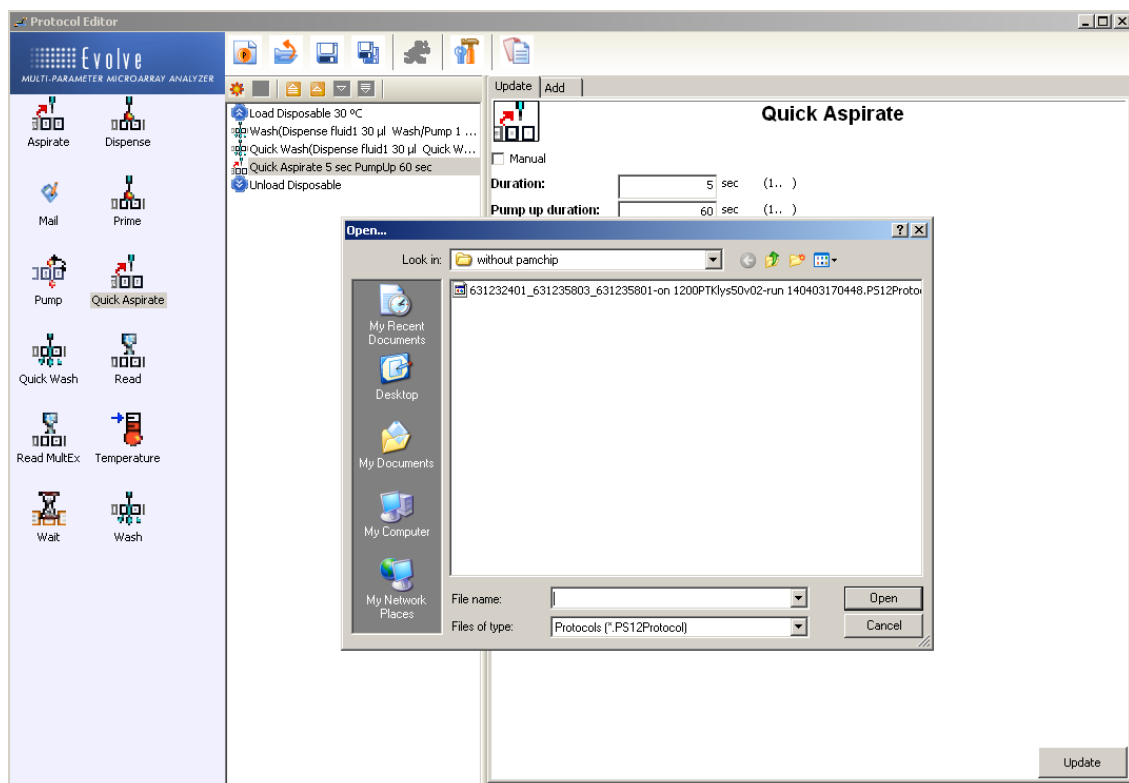 Protocol Editor
Evolve
MULTI-PARAMETER MICROARRAY ANALYZER
Aspirate
Dispense
Mail
Prime
Pump
Quick Aspirate
Quick Wash
Read
Read MultEx
Temperature
Wait
Wash
Load Disposable 30 ºC
Wash(Dispense fluid1 30 µl Wash/Pump 1 ...
Quick Wash(Dispense fluid1 30 µl Quick W...
Quick Aspirate 5 sec PumpUp 60 sec
Unload Disposable
Update Add
Quick Aspirate
Manual
Duration: 5 sec (1.. )
Pump up duration: 60 sec (1.. )
Open...
Look in: without pamchip
My Recent
Documents
Desktop
My Documents
My Computer
My Network
Places
631232401_631235803_631235801-on 1200PTKlys50v02-run 140403170448.PS12Proto
File name:
Open
Files of type: Protocols (*.PS12Protocol)
Cancel
Update